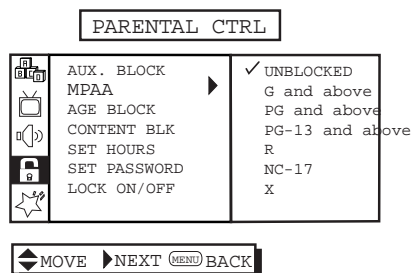 PARENTAL CTRL
AUX. BLOCK
MPAA
AGE BLOCK
CONTENT BLK
SET HOURS
SET PASSWORD
LOCK ON/OFF
UNBLOCKED
G and above
PG and above
PG-13 and above
R
NC-17
X
MOVE NEXT MENU BACK